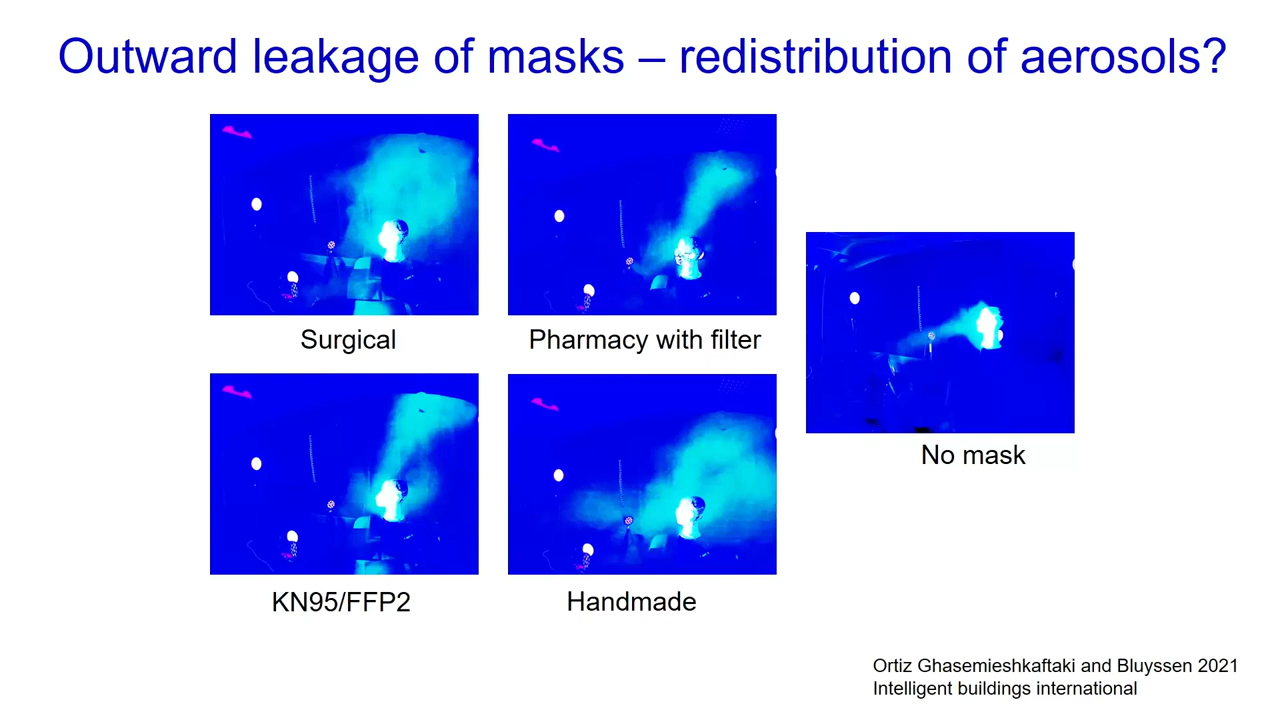 Outward leakage of masks – redistribution of aerosols?
Surgical
Pharmacy with filter
No mask
KN95/FFP2
Handmade
Ortiz Ghasemieshkaftaki and Bluyssen 2021
Intelligent buildings international